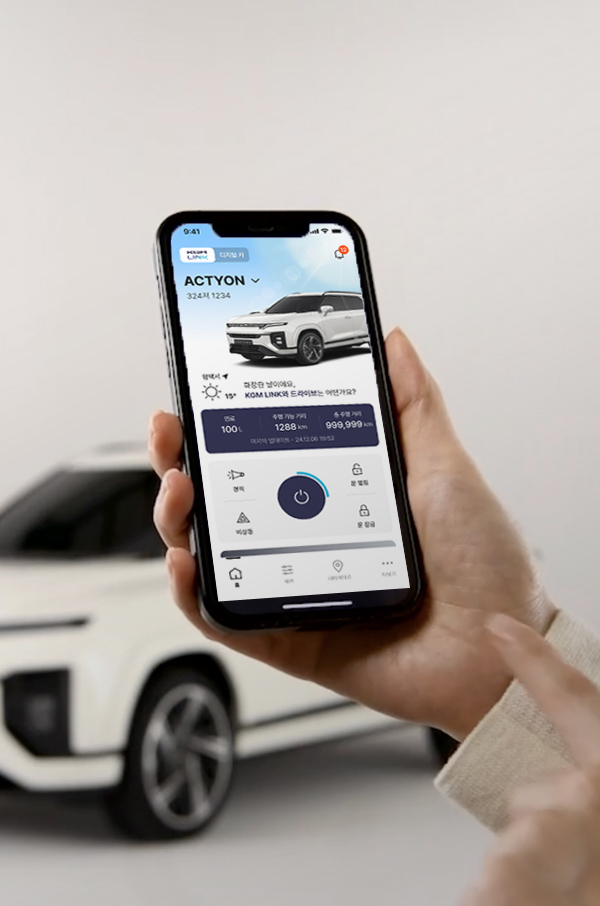 9:41
KGM
LINK
디지털 키
12
ACTYON
324저 1234
평택시
15°
화창한 날이에요,
KGM LINK와 드라이브는 어떤가요?
연료
100 L
주행 가능 거리
1288 km
총 주행 거리
999,999 km
마지막 업데이트 - 24.12.06 19:52
경적
문 열림
비상등
문 잠금
홈
더보기